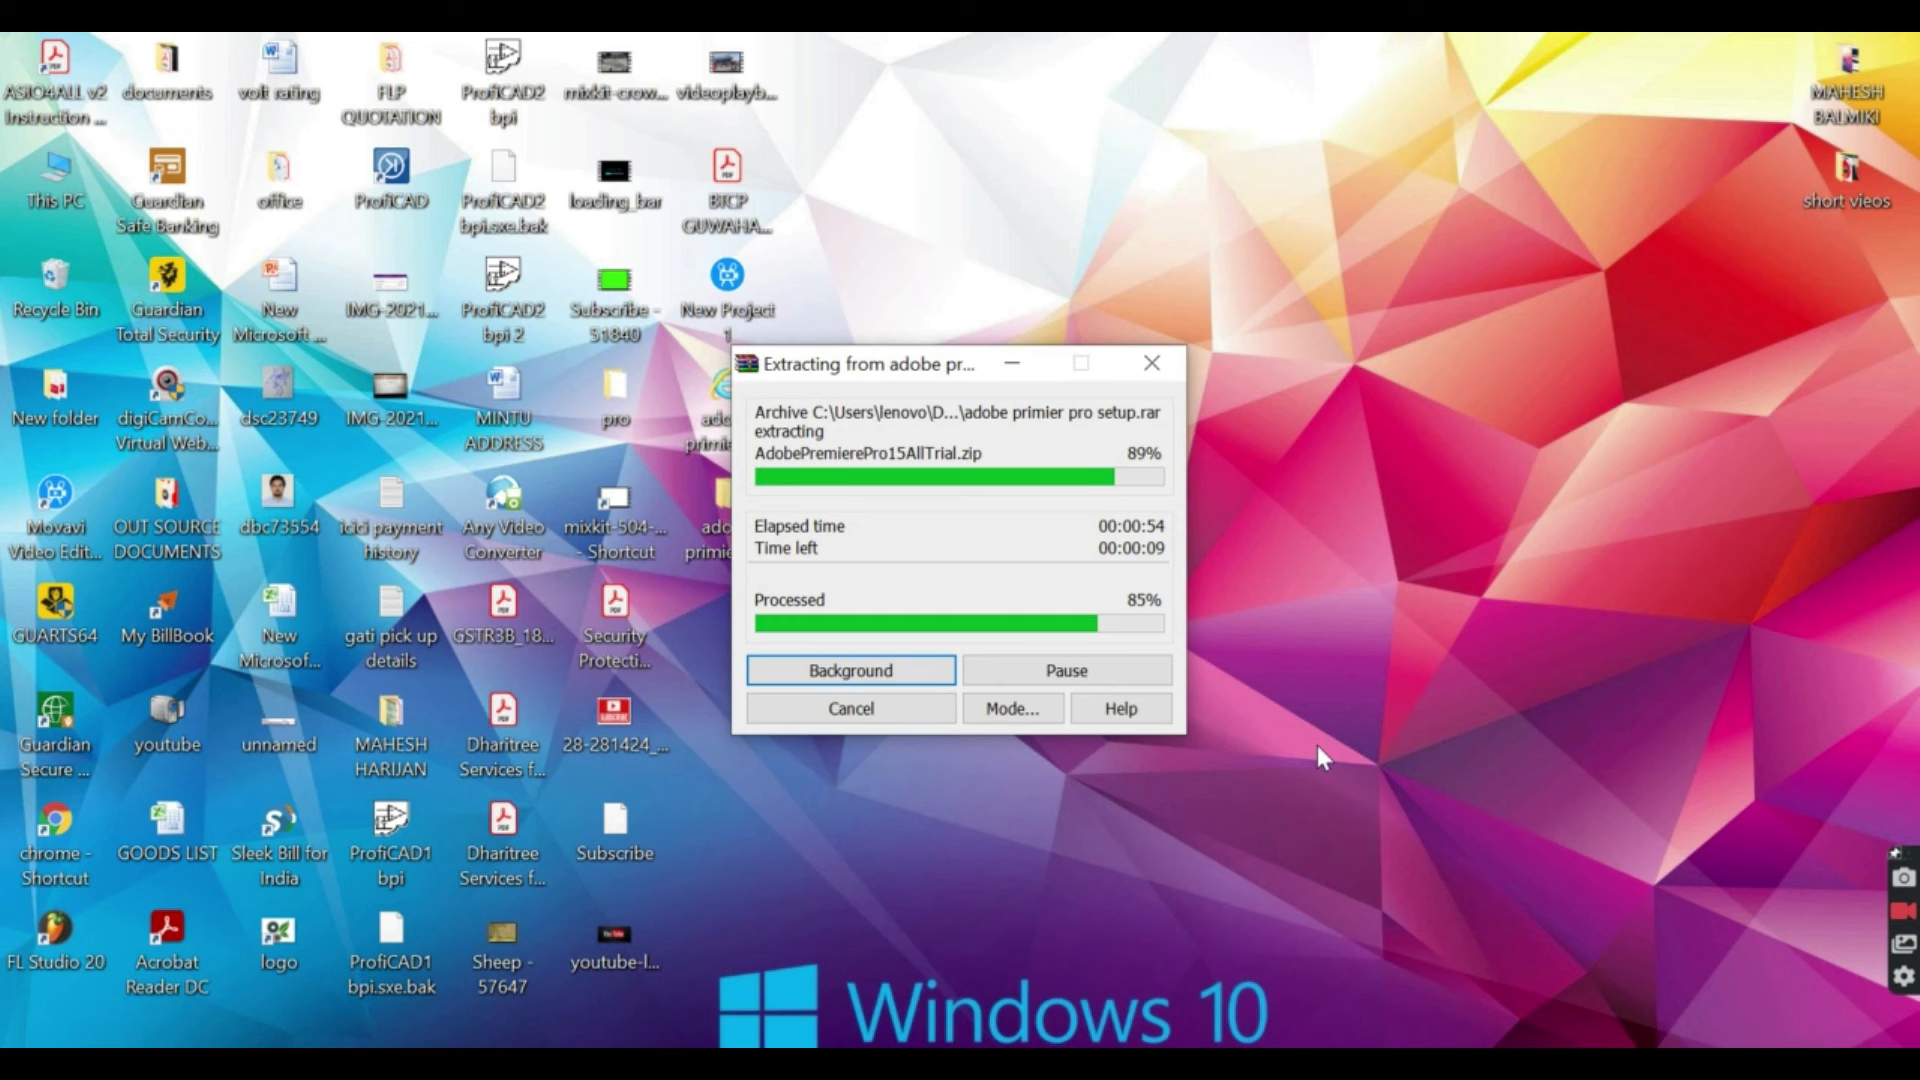 ASIO4ALL v2
Instruction ...
documents
volt rating
FLP
QUOTATION
ProfiCAD2
bpi
mixkit-crow...
videoplayb...
MAHESH
BALMIKI
This PC
Guardian
Safe Banking
office
ProfiCAD
ProfiCAD2
bpi.sxe.bak
loading_bar
BTCP
GUWAHA...
short vieos
Recycle Bin
Guardian
Total Security
New
Microsoft ...
IMG-2021...
ProfiCAD2
bpi 2
Subscribe -
51840
New Project
1
New folder
digiCamCo...
Virtual Web...
dsc23749
IMG-2021...
MINTU
ADDRESS
pro
ado
primie
Movavi
Video Edit...
OUT SOURCE
DOCUMENTS
dbc73554
icici payment
history
Any Video
Converter
mixkit-504-...
- Shortcut
ado
primie
GUARTS64
My BillBook
New
Microsof...
gati pick up
details
GSTR3B_18...
Security
Protecti...
Guardian
Secure ...
youtube
unnamed
MAHESH
HARIJAN
Dharitree
Services f...
28-281424_...
chrome -
Shortcut
GOODS LIST
Sleek Bill for
India
ProfiCAD1
bpi
Dharitree
Services f...
Subscribe
FL Studio 20
Acrobat
Reader DC
logo
ProfiCAD1
bpi.sxe.bak
Sheep -
57647
youtube-l...
Extracting from adobe pr...
Archive C:\Users\lenovo\D...\adobe primier pro setup.rar
extracting
AdobePremierePro15AllTrial.zip 89%
Elapsed time 00:00:54
Time left 00:00:09
Processed 85%
Background Pause
Cancel Mode... Help
Windows 10